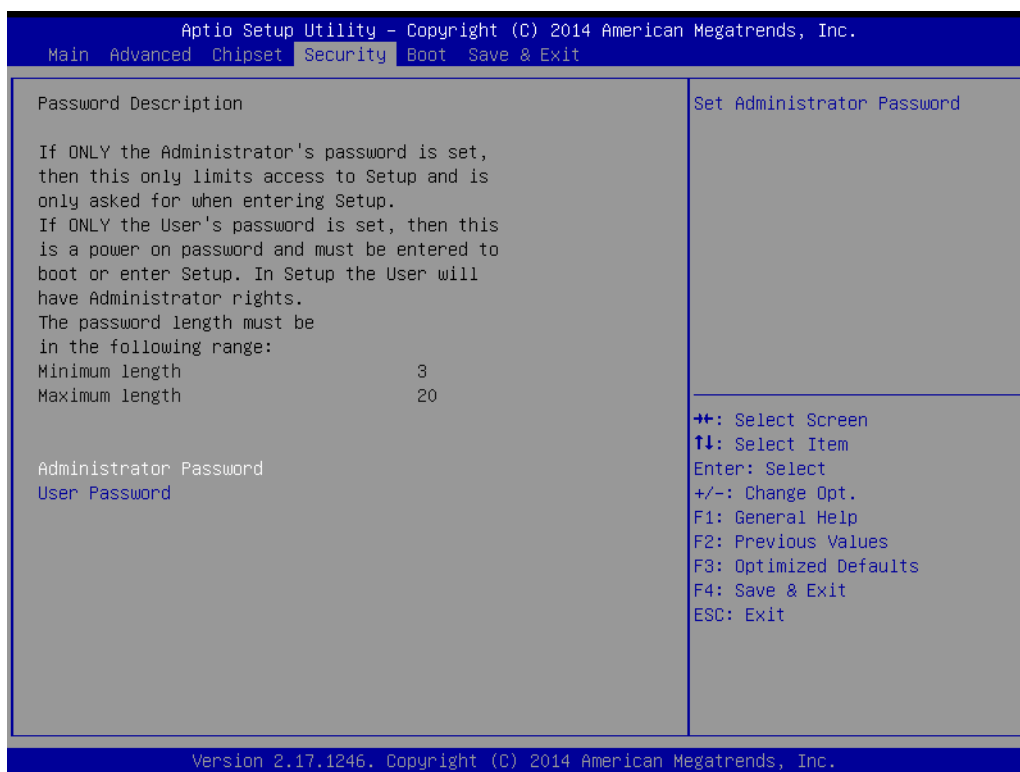 Aptio Setup Utility – Copyright (C) 2014 American Megatrends, Inc.
Main Advanced Chipset Security Boot Save & Exit
Password Description
If ONLY the Administrator's password is set,
then this only limits access to Setup and is
only asked for when entering Setup.
If ONLY the User's password is set, then this
is a power on password and must be entered to
boot or enter Setup. In Setup the User will
have Administrator rights.
The password length must be
in the following range:
Minimum length 3
Maximum length 20
Administrator Password
User Password
Set Administrator Password
→←: Select Screen
↑↓: Select Item
Enter: Select
+/-: Change Opt.
F1: General Help
F2: Previous Values
F3: Optimized Defaults
F4: Save & Exit
ESC: Exit
Version 2.17.1246. Copyright (C) 2014 American Megatrends, Inc.